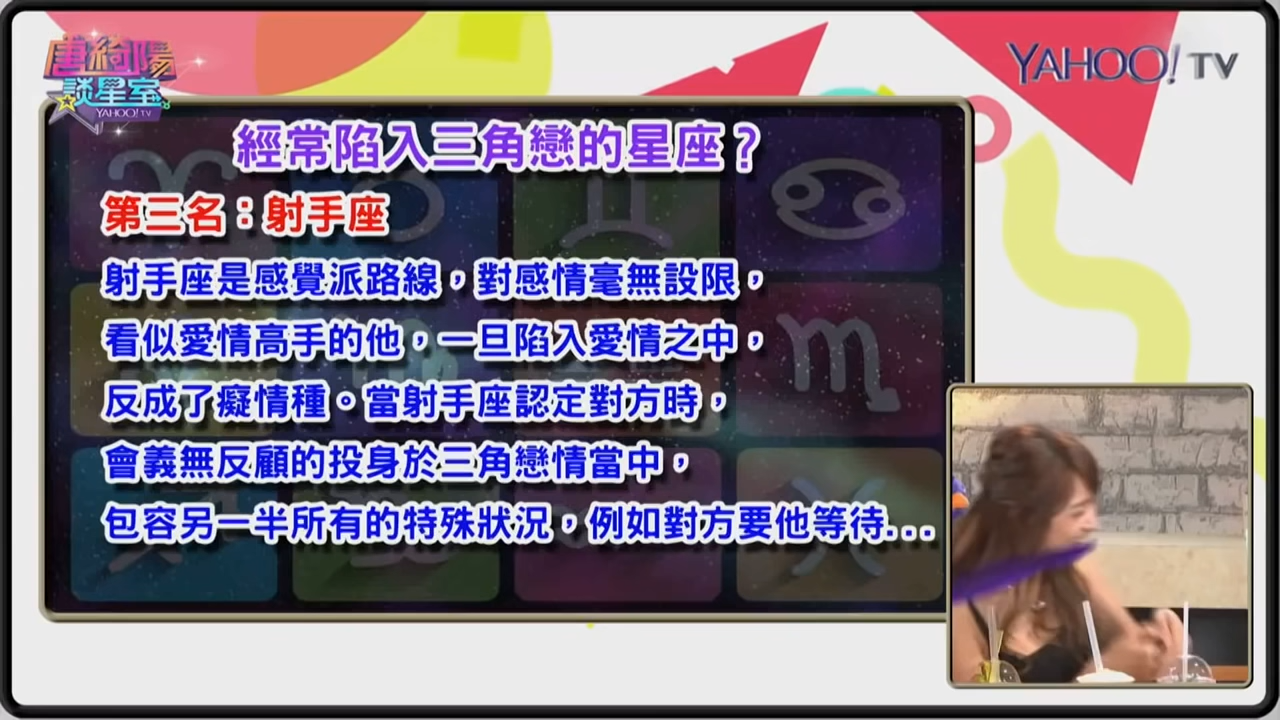 唐綺陽
談星室
YAHOO! TV
YAHOO! TV
經常陷入三角戀的星座？
第三名：射手座
射手座是感覺派路線，對感情毫無設限，
看似愛情高手的他，一旦陷入愛情之中，
反成了癡情種。當射手座認定對方時，
會義無反顧的投身於三角戀情當中，
包容另一半所有的特殊狀況，例如對方要他等待...